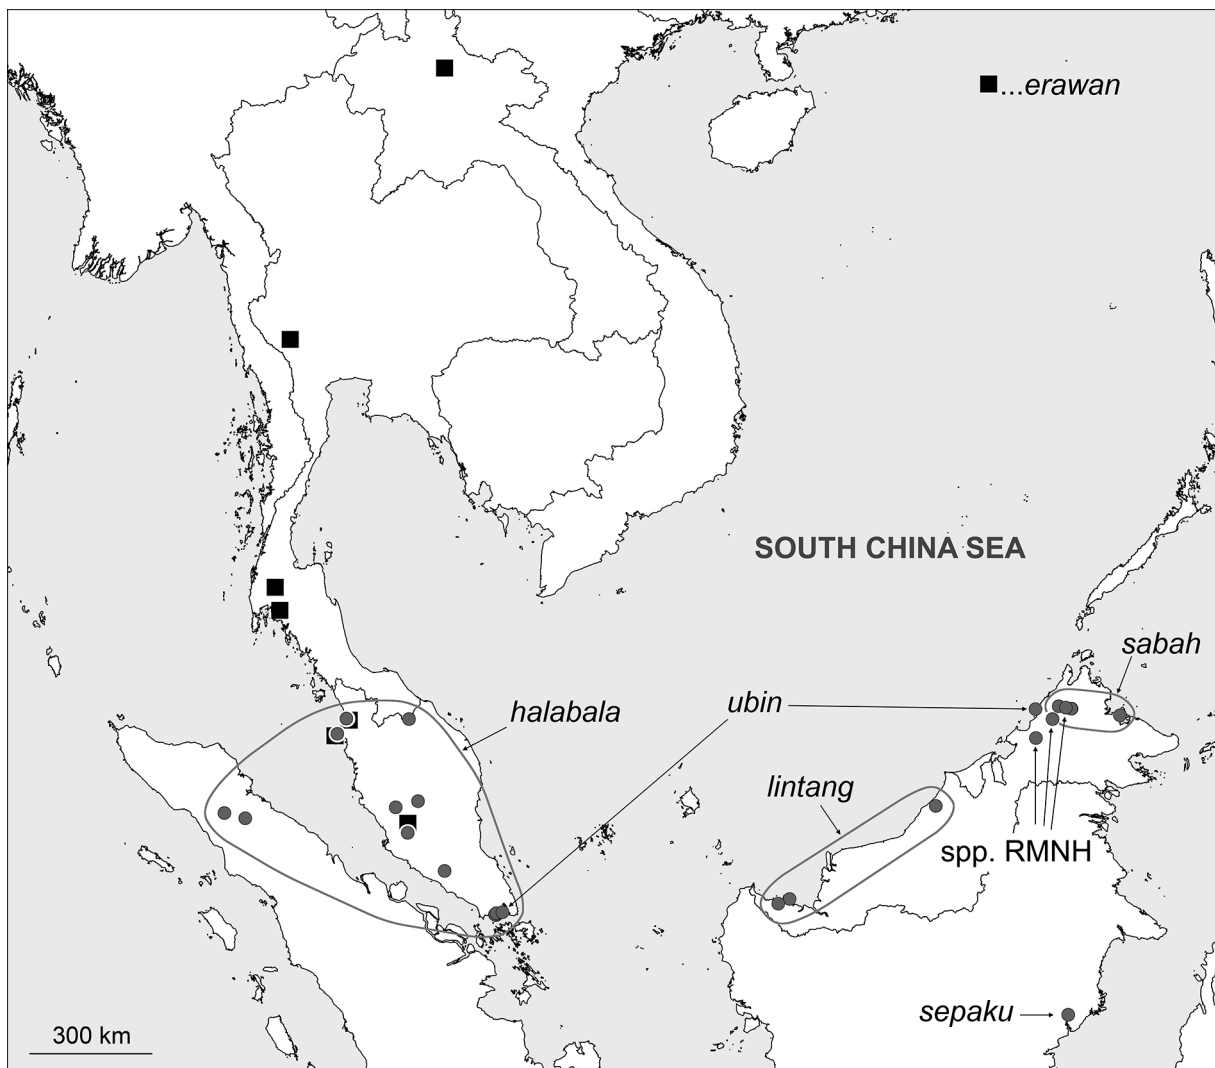 ...erawan
SOUTH CHINA SEA
sabah
ubin
halabala
lintang
spp. RMNH
sepaku
300 km